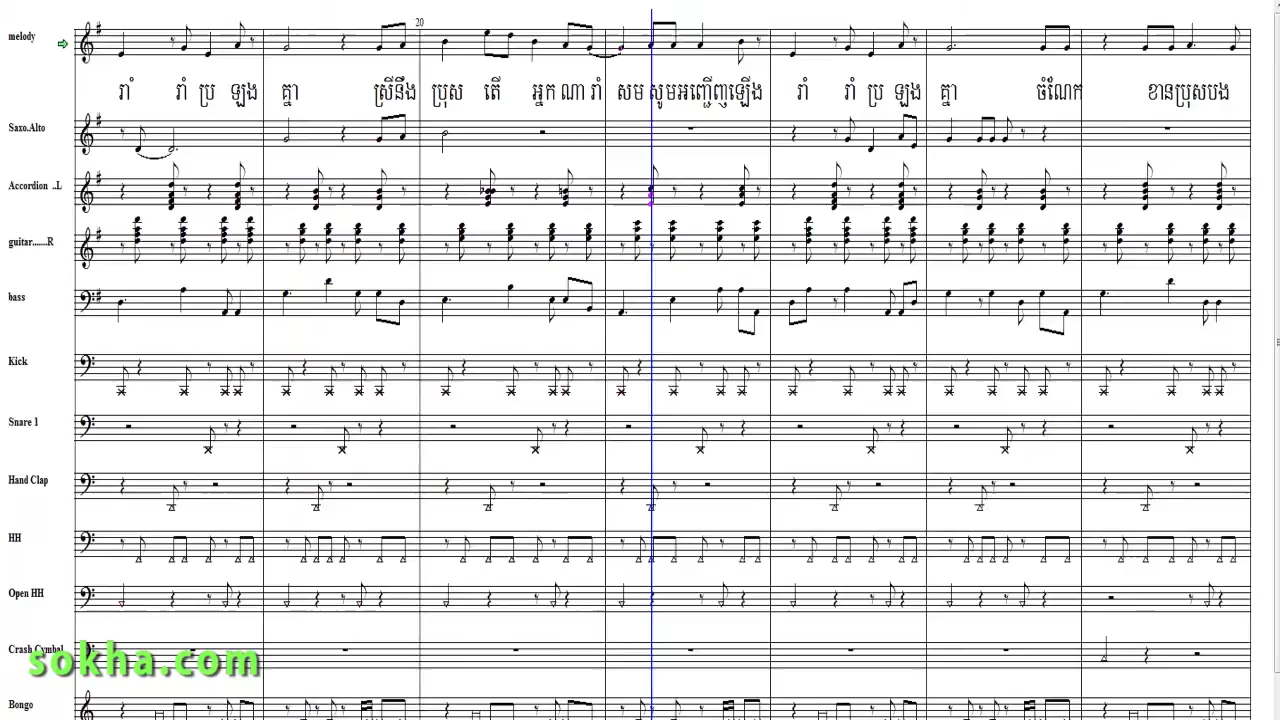 20
melody
រាំ រាំ ប្រ ឡង គ្នា ស្រីនឹង ប្រុស តើ អ្នក ណា រាំ សម សូមអញ្ជើញឡើង រាំ រាំ ប្រ ឡង គ្នា ចំណែក ខានប្រុសបង
Saxo.Alto
Accordion ..L
guitar.......R
bass
Kick
Snare 1
Hand Clap
HH
Open HH
Crash Cymbal
sokha.com
Bongo